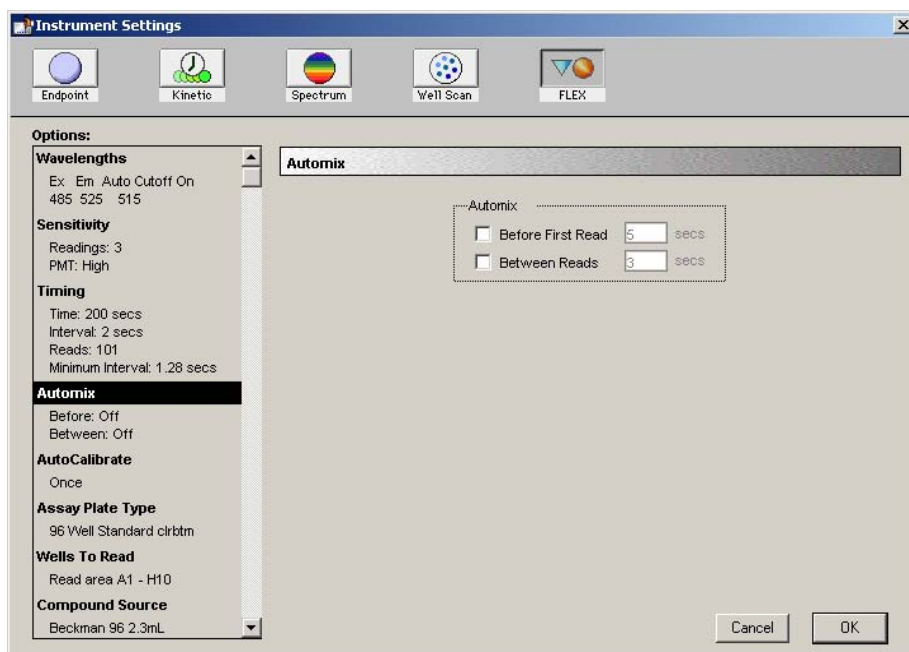 Instrument Settings
Endpoint
Kinetic
Spectrum
Well Scan
FLEX
Options:
Wavelengths
Ex Em Auto Cutoff On
485 525 515
Sensitivity
Readings: 3
PMT: High
Timing
Time: 200 secs
Interval: 2 secs
Reads: 101
Minimum Interval: 1.28 secs
Automix
Before: Off
Between: Off
AutoCalibrate
Once
Assay Plate Type
96 Well Standard clrbtm
Wells To Read
Read area A1 - H10
Compound Source
Beckman 96 2.3mL
Automix
Automix
Before First Read 5 secs
Between Reads 3 secs
Cancel
OK